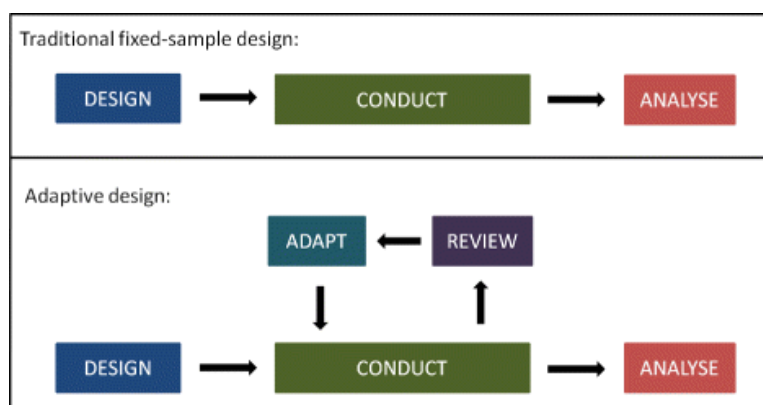 Traditional fixed-sample design:
DESIGN
CONDUCT
ANALYSE
Adaptive design:
ADAPT
REVIEW
DESIGN
CONDUCT
ANALYSE